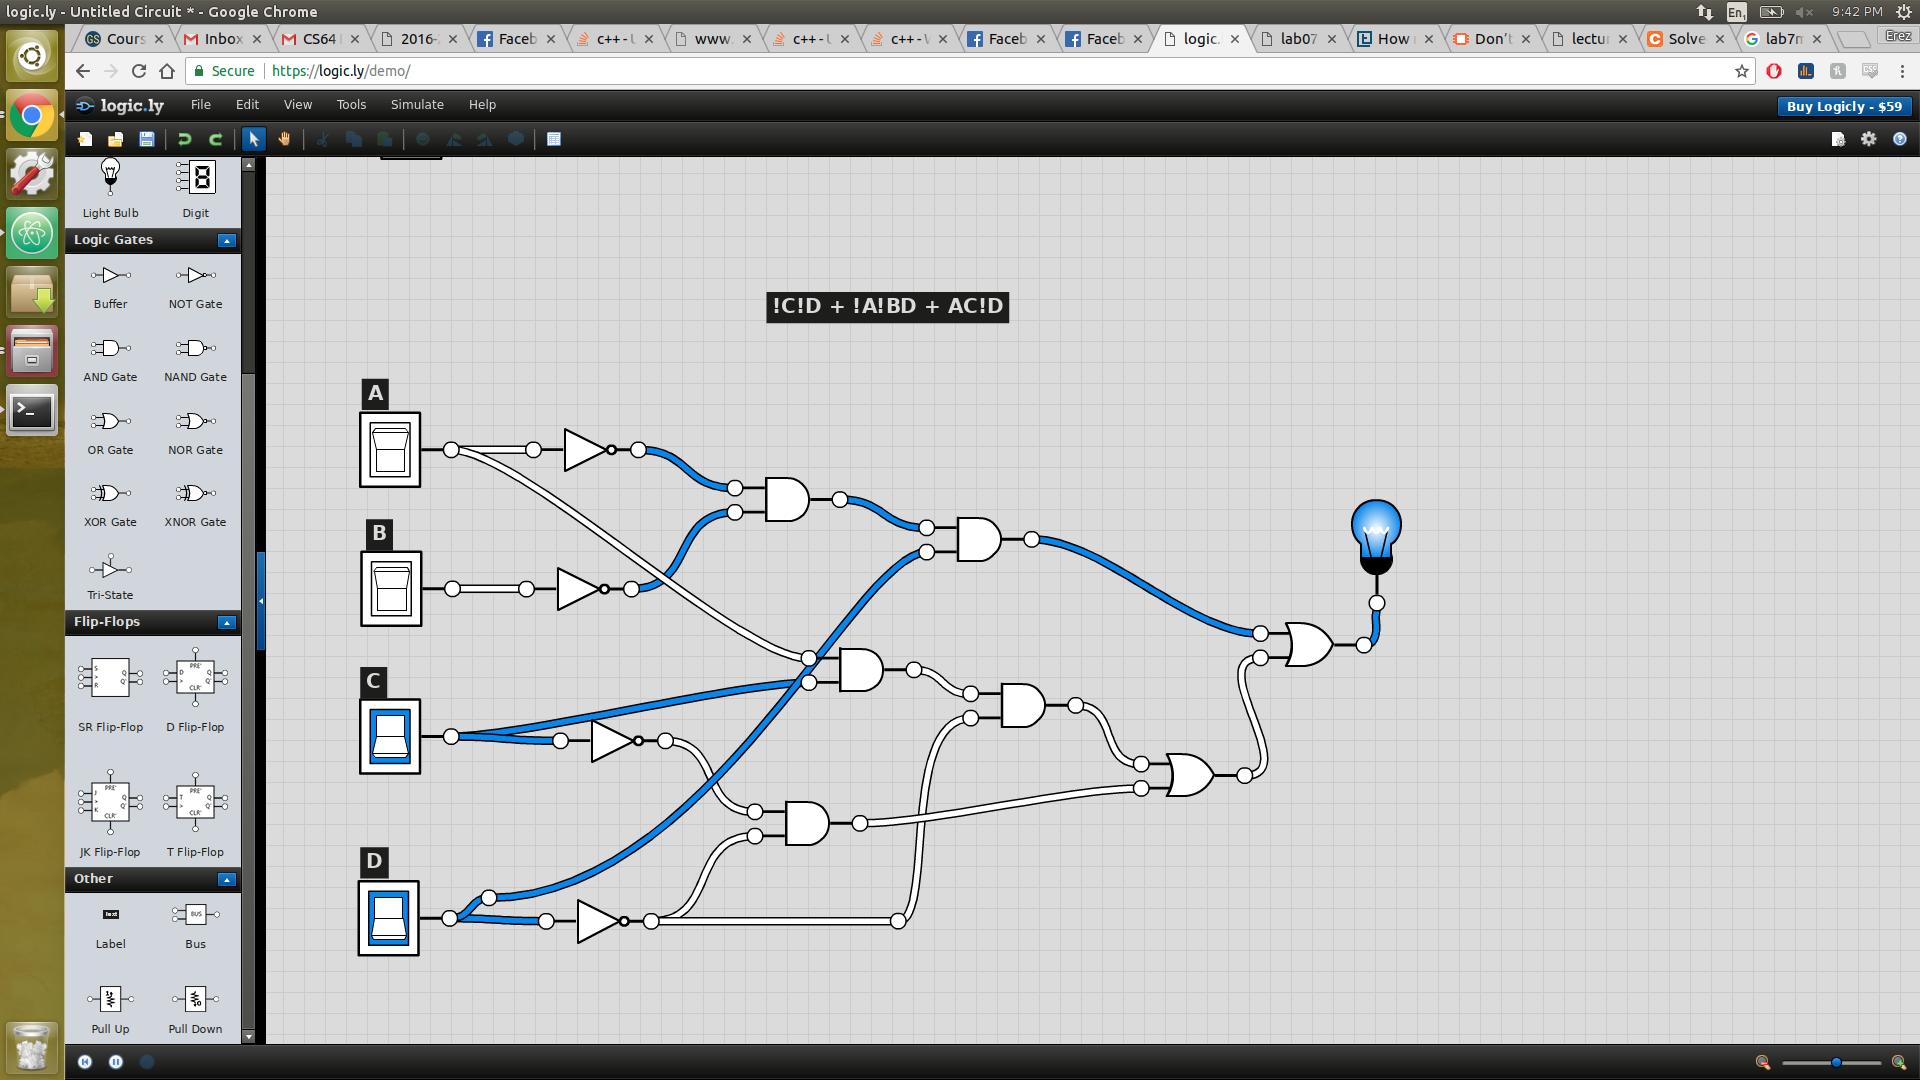 logic.ly - Untitled Circuit * - Google Chrome
En1 9:42 PM
GS Cours Inbox CS64 2016- Faceb c++ - www. c++ - c++ - Faceb Faceb logic. lab07 How Don't lectu Solve lab7 Erez
Secure https://logic.ly/demo/
logic.ly File Edit View Tools Simulate Help Buy Logicly - $59
Light Bulb Digit
Logic Gates
Buffer NOT Gate
AND Gate NAND Gate
OR Gate NOR Gate
XOR Gate XNOR Gate
Tri-State
Flip-Flops
SR Flip-Flop D Flip-Flop
JK Flip-Flop T Flip-Flop
Other
Label Bus
Pull Up Pull Down
!C!D + !A!BD + AC!D
A
B
C
D